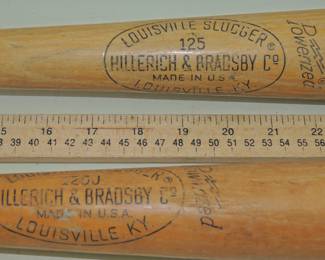 LOUISVILLE SLUGGER®
125
HILLERICH & BRADSBY Cº
MADE IN U.S.A.
LOUISVILLE KY.
Powerized
15 16 17 18 19 20 21 22
39 40 41 42 43 44 45 46 47 48 49 50 51 52 53 54 55 56
SLUGGER®
HILLERICH & BRADSBY Cº
MADE IN U.S.A.
LOUISVILLE KY.